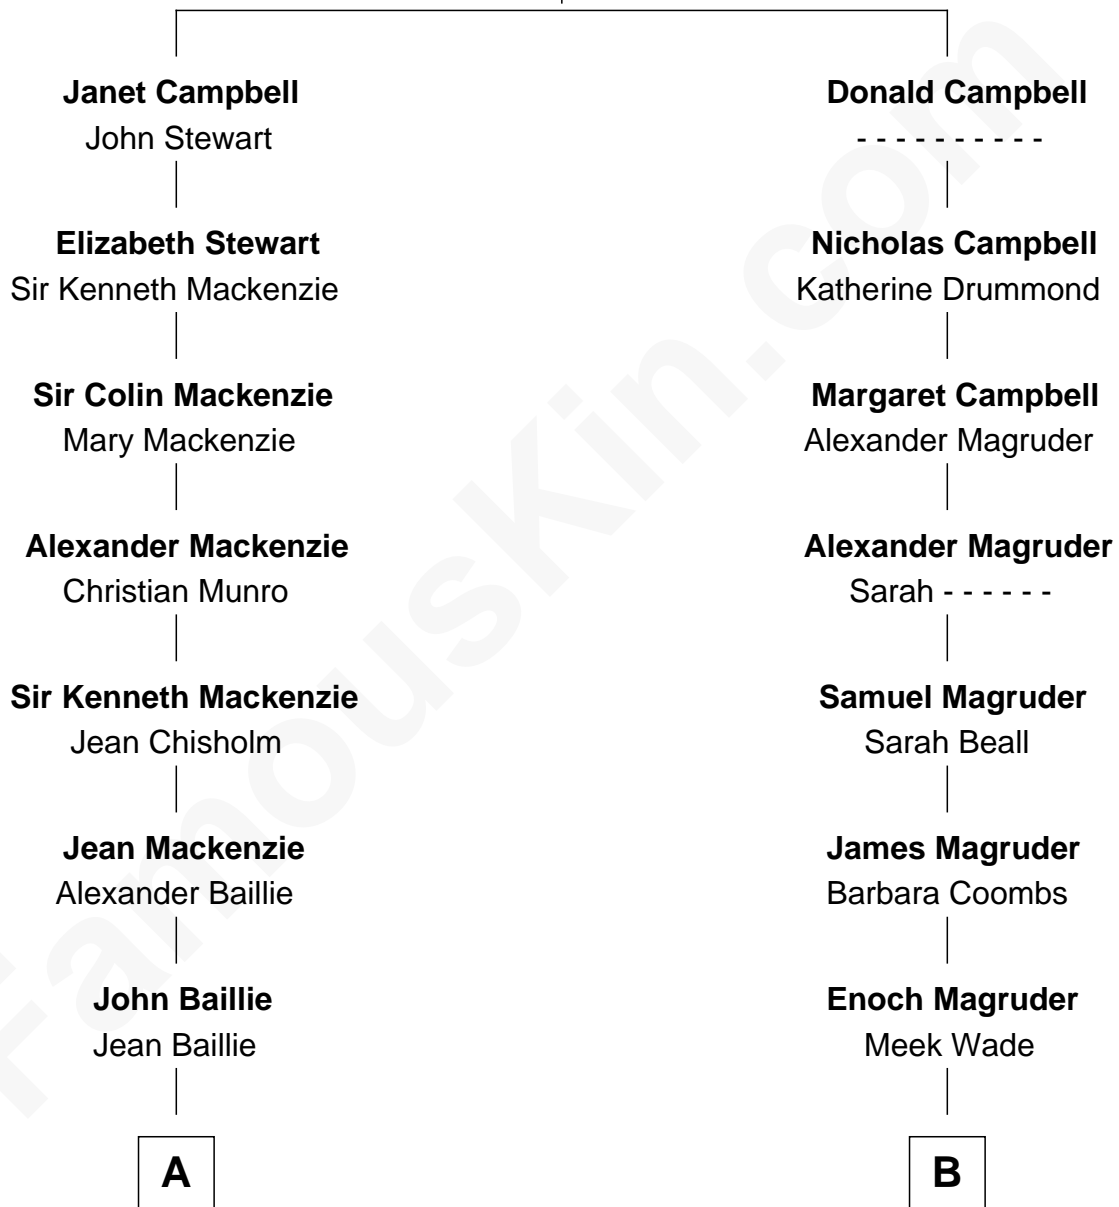 Janet Campbell
John Stewart
Elizabeth Stewart
Sir Kenneth Mackenzie
Sir Colin Mackenzie
Mary Mackenzie
Alexander Mackenzie
Christian Munro
Sir Kenneth Mackenzie
Jean Chisholm
Jean Mackenzie
Alexander Baillie
John Baillie
Jean Baillie
A
Donald Campbell
- - - - - - - - - -
Nicholas Campbell
Katherine Drummond
Margaret Campbell
Alexander Magruder
Alexander Magruder
Sarah - - - - - -
Samuel Magruder
Sarah Beall
James Magruder
Barbara Coombs
Enoch Magruder
Meek Wade
B
FamousKin.com